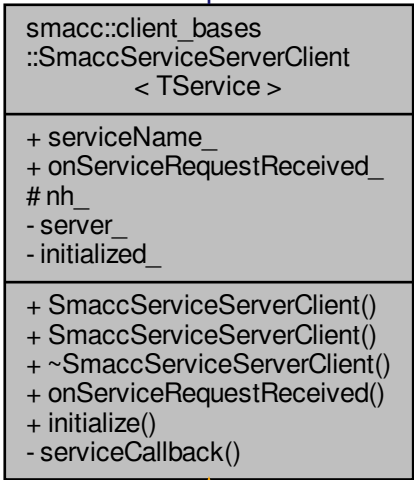 smacc::client_bases
::SmaccServiceServerClient
< TService >
+ serviceName_
+ onServiceRequestReceived_
# nh_
- server_
- initialized_
+ SmaccServiceServerClient()
+ SmaccServiceServerClient()
+ ~SmaccServiceServerClient()
+ onServiceRequestReceived()
+ initialize()
- serviceCallback()